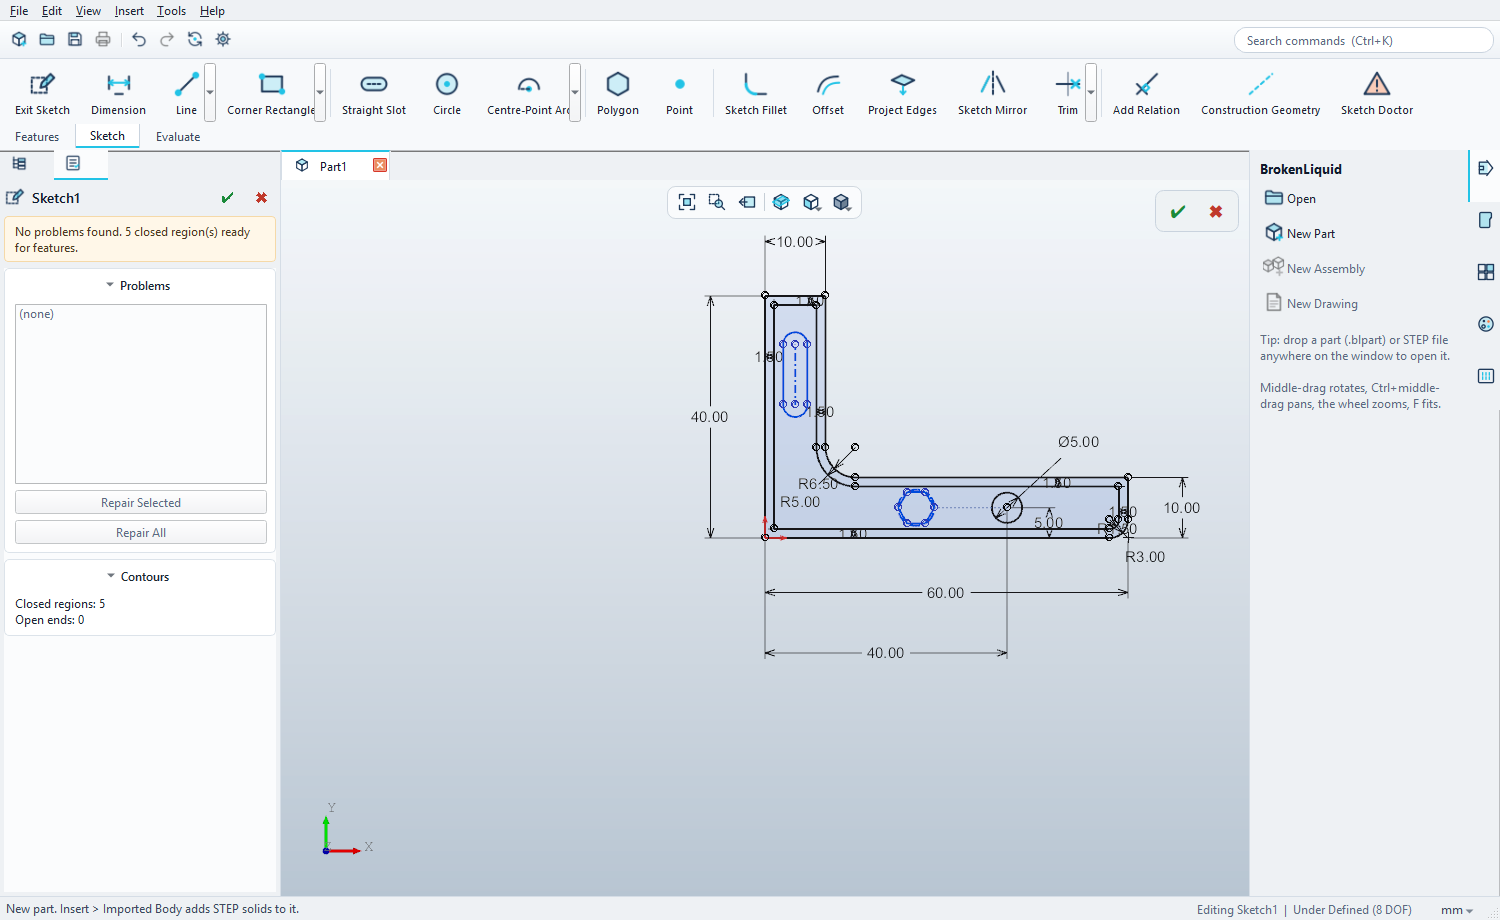 File Edit View Insert Tools Help
Search commands (Ctrl+K)
Exit Sketch Dimension Line Corner Rectangle Straight Slot Circle Centre-Point Arc Polygon Point Sketch Fillet Offset Project Edges Sketch Mirror Trim Add Relation Construction Geometry Sketch Doctor
Features Sketch Evaluate
Part1
Sketch1
No problems found. 5 closed region(s) ready
for features.
Problems
(none)
Repair Selected
Repair All
Contours
Closed regions: 5
Open ends: 0
10.00
40.00
1.50
R6.50
R5.00
Ø5.00
5.00
10.00
R3.00
60.00
40.00
Y
X
BrokenLiquid
Open
New Part
New Assembly
New Drawing
Tip: drop a part (.blpart) or STEP file
anywhere on the window to open it.
Middle-drag rotates, Ctrl+middle-
drag pans, the wheel zooms, F fits.
New part. Insert > Imported Body adds STEP solids to it.
Editing Sketch1 | Under Defined (8 DOF) mm